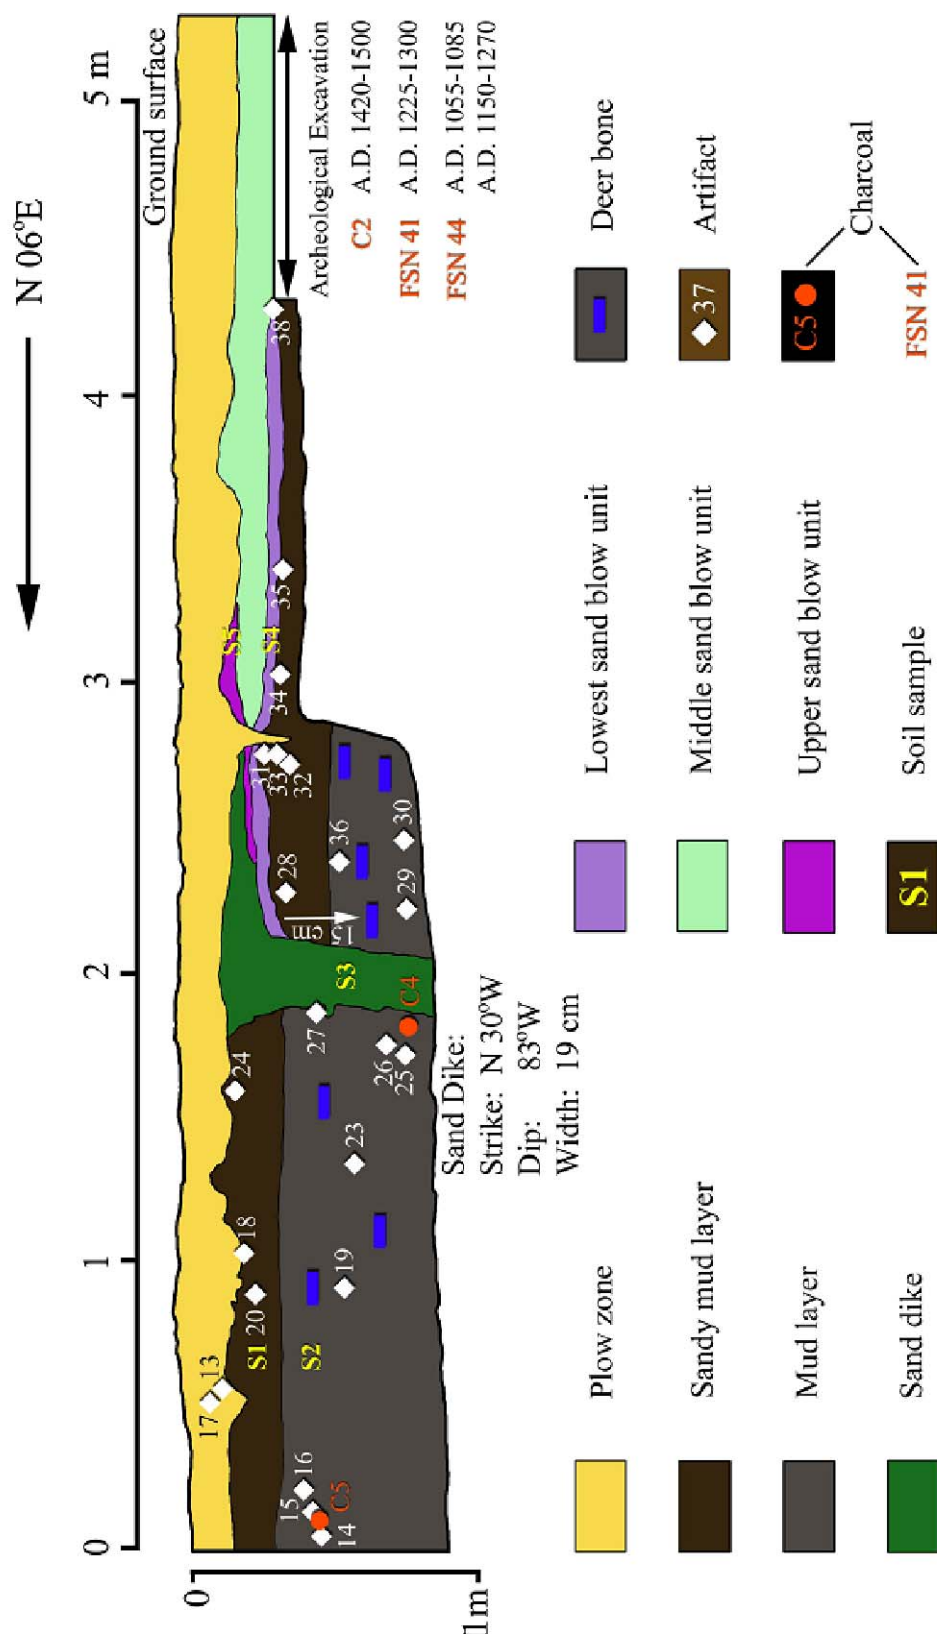 N 06°E
0
1
2
3
4
5 m
Ground surface
0
1m
17
13
20
18
24
S1
S2
15
16
14
C5
19
23
27
26
25
C4
S3
15
cm
28
31
33
32
36
29
30
34
35
38
S4
S5
Archeological Excavation
C2 A.D. 1420-1500
FSN 41 A.D. 1225-1300
FSN 44 A.D. 1055-1085
A.D. 1150-1270
Sand Dike:
Strike: N 30°W
Dip: 83°W
Width: 19 cm
Plow zone
Sandy mud layer
Mud layer
Sand dike
Lowest sand blow unit
Middle sand blow unit
Upper sand blow unit
S1 Soil sample
Deer bone
37 Artifact
C5
Charcoal
FSN 41